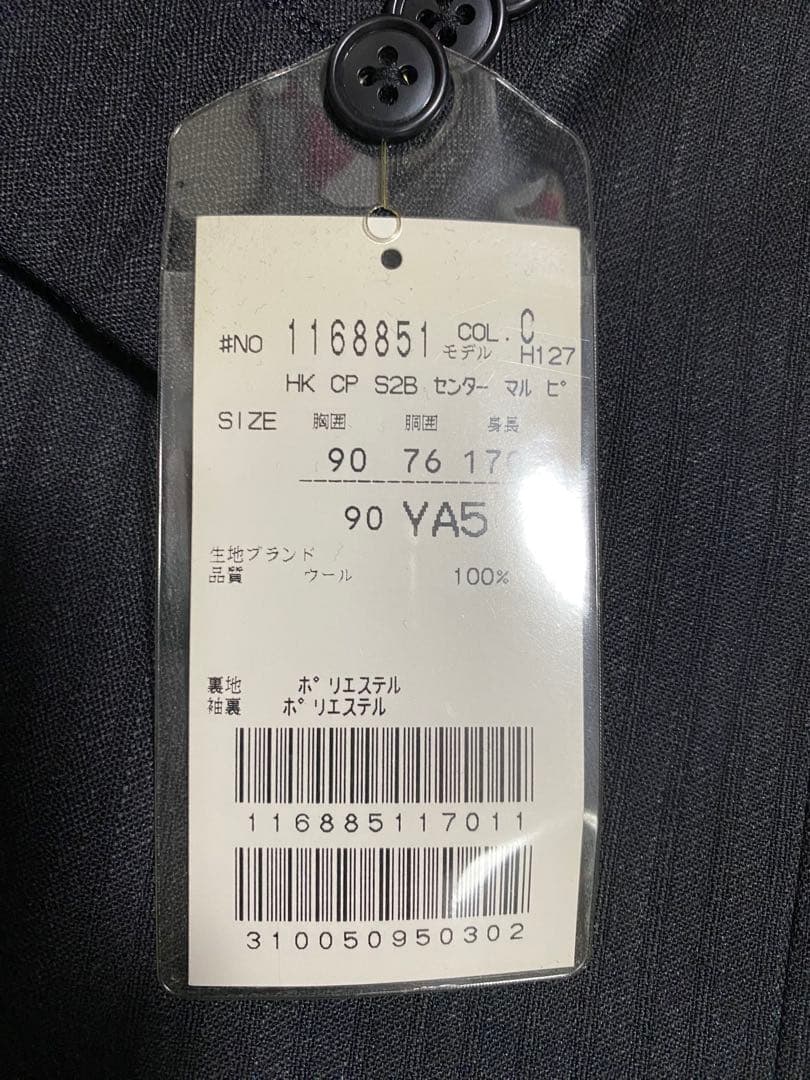 #NO 1168851 COL. C
モデル H127
HK CP S2B センター マル ピ
SIZE 胸囲 胴囲 身長
90 76 17
90 YA5
生地ブランド
品質 ウール 100%
裏地 ポリエステル
袖裏 ポリエステル
116885117011
310050950302